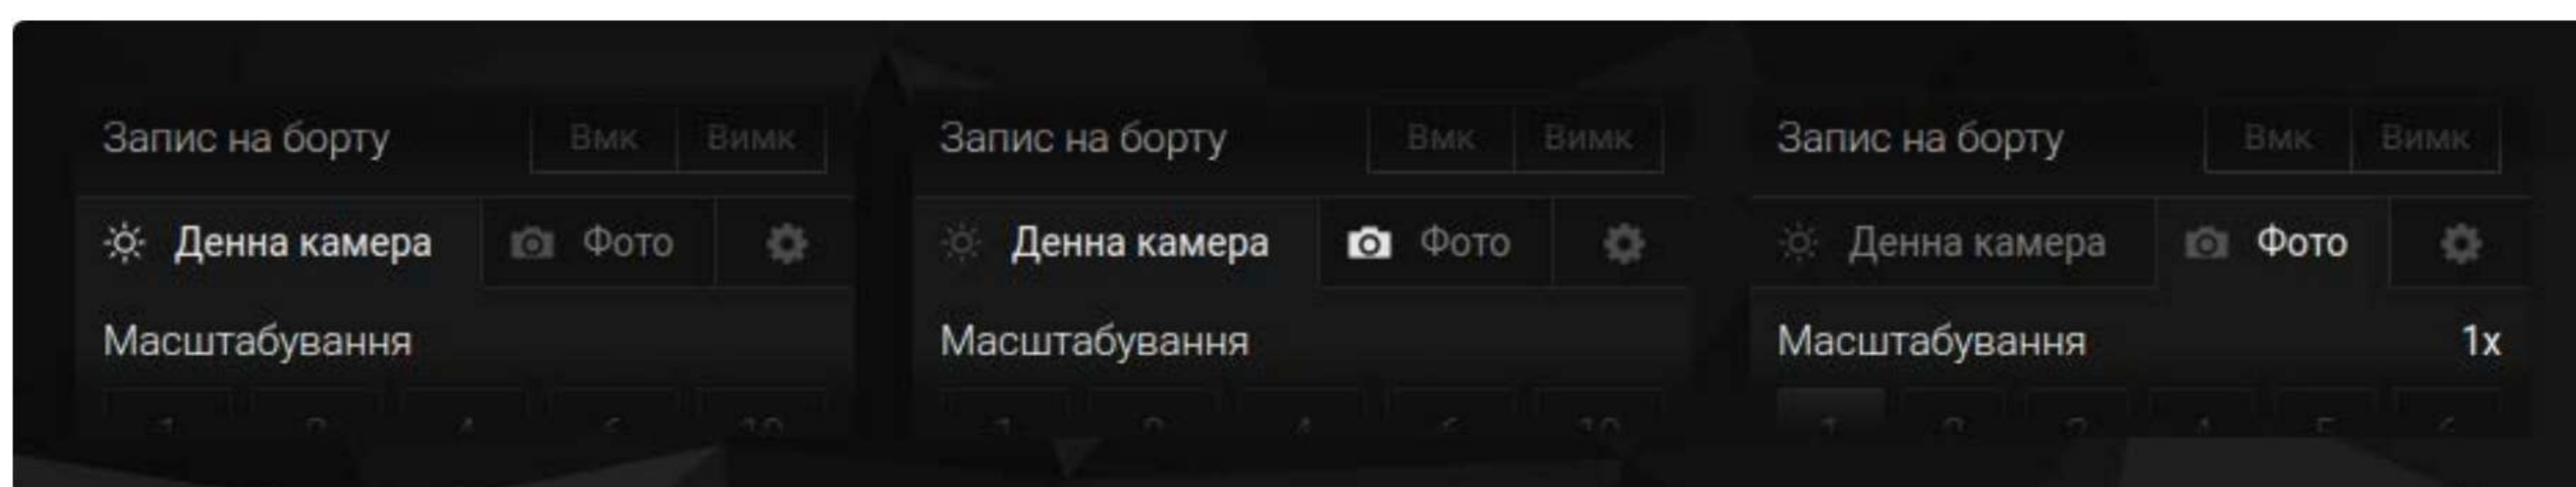 Запис на борту Вмк Вимк Запис на борту Вмк Вимк Запис на борту Вмк Вимк
Денна камера Фото Денна камера Фото Денна камера Фото
Масштабування Масштабування Масштабування 1x